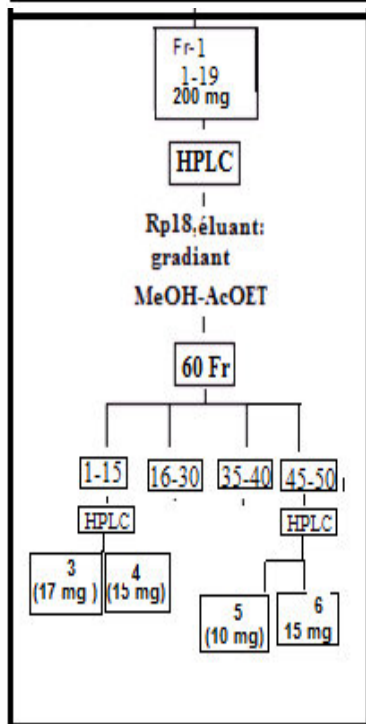 Fr-1
1-19
200 mg
HPLC
Rp18,éluant:
gradiant
MeOH-AcOET
60 Fr
1-15 16-30 35-40 45-50
HPLC HPLC
3 4
(17 mg ) (15 mg)
5 6
(10 mg) 15 mg